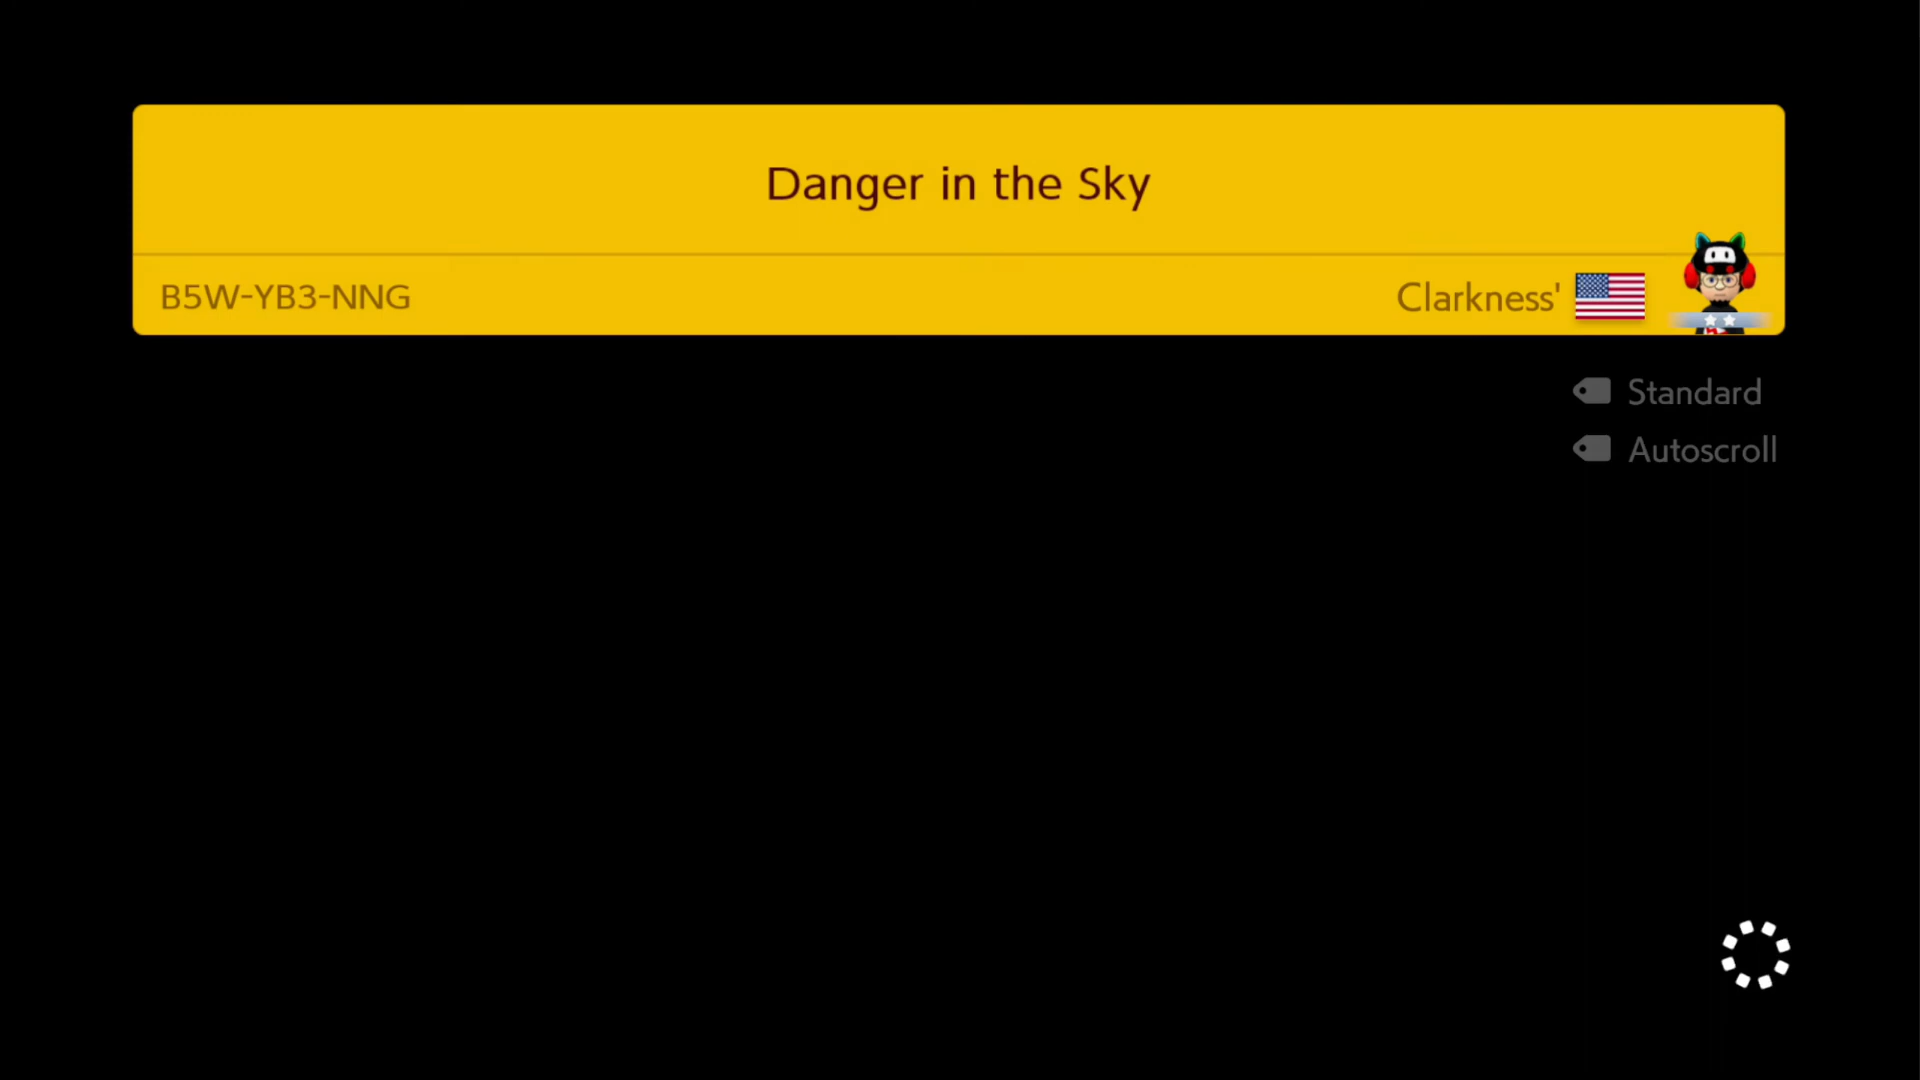 Danger in the Sky
B5W-YB3-NNG
Clarkness'
Standard
Autoscroll